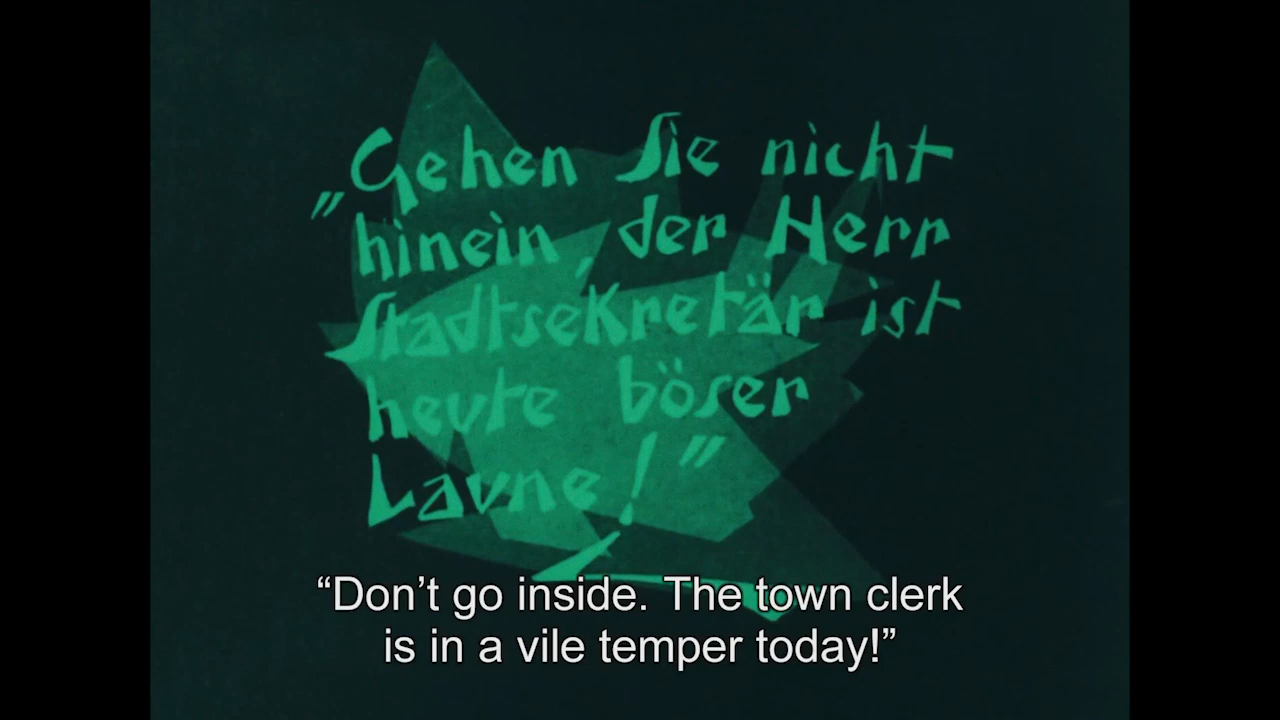 „Gehen Sie nicht
hinein, der Herr
Stadtsekretär ist
heute böser
Laune!”
“Don’t go inside. The town clerk
is in a vile temper today!”